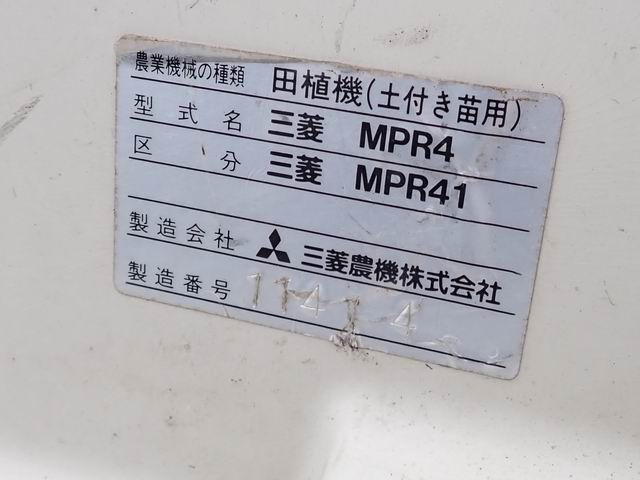 農業機械の種類 田植機(土付き苗用)
型式名 三菱 MPR4
区分 三菱 MPR41
製造会社 三菱農機株式会社
製造番号 11414